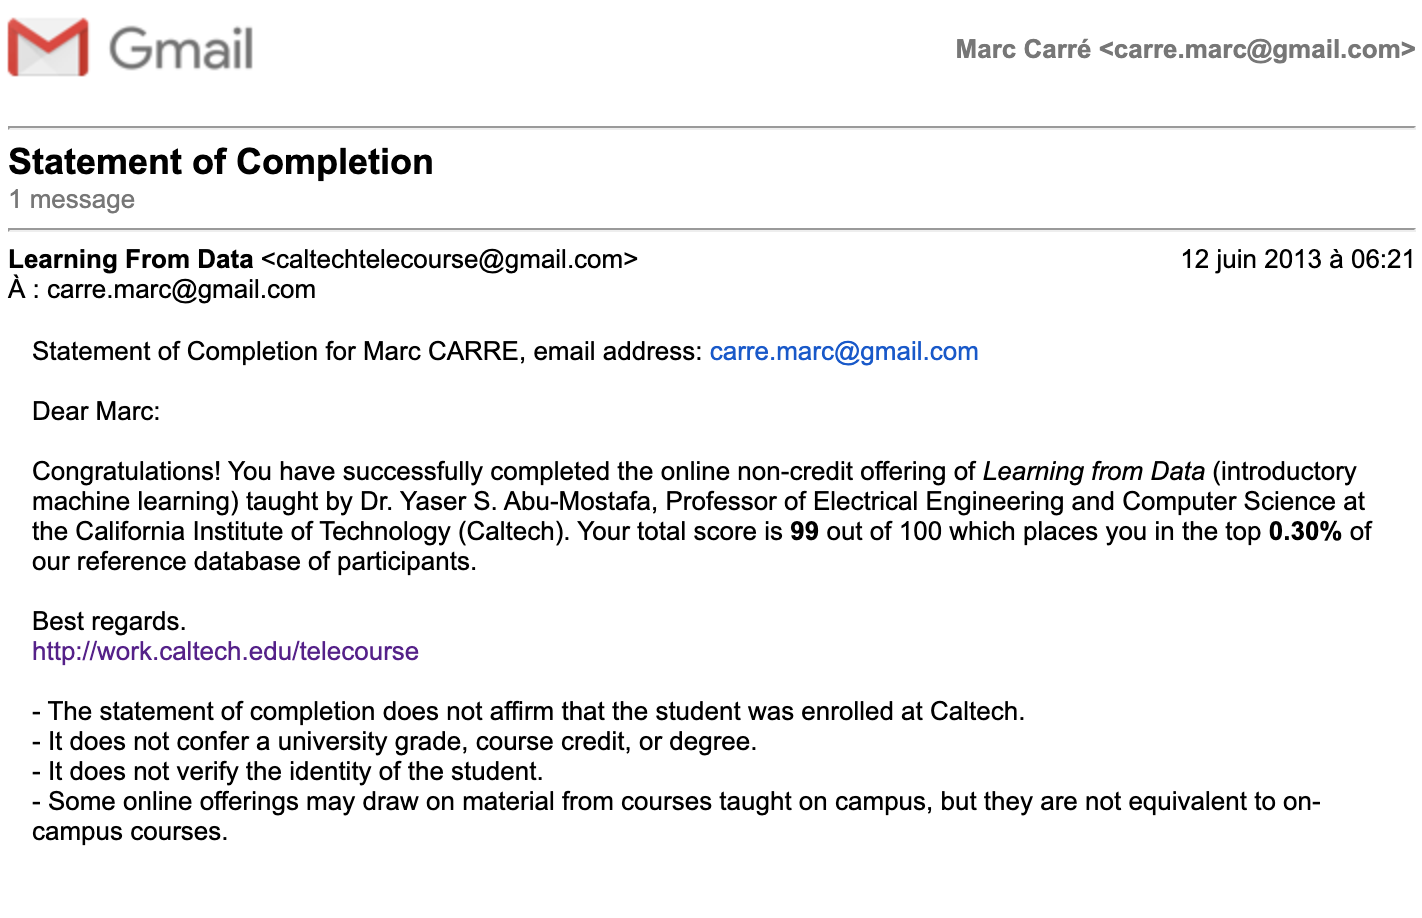 Gmail
Marc Carré <carre.marc@gmail.com>
Statement of Completion
1 message
Learning From Data <caltechtelecourse@gmail.com>
12 juin 2013 à 06:21
À : carre.marc@gmail.com
Statement of Completion for Marc CARRE, email address: carre.marc@gmail.com
Dear Marc:
Congratulations! You have successfully completed the online non-credit offering of Learning from Data (introductory
machine learning) taught by Dr. Yaser S. Abu-Mostafa, Professor of Electrical Engineering and Computer Science at
the California Institute of Technology (Caltech). Your total score is 99 out of 100 which places you in the top 0.30% of
our reference database of participants.
Best regards.
http://work.caltech.edu/telecourse
- The statement of completion does not affirm that the student was enrolled at Caltech.
- It does not confer a university grade, course credit, or degree.
- It does not verify the identity of the student.
- Some online offerings may draw on material from courses taught on campus, but they are not equivalent to on-
campus courses.